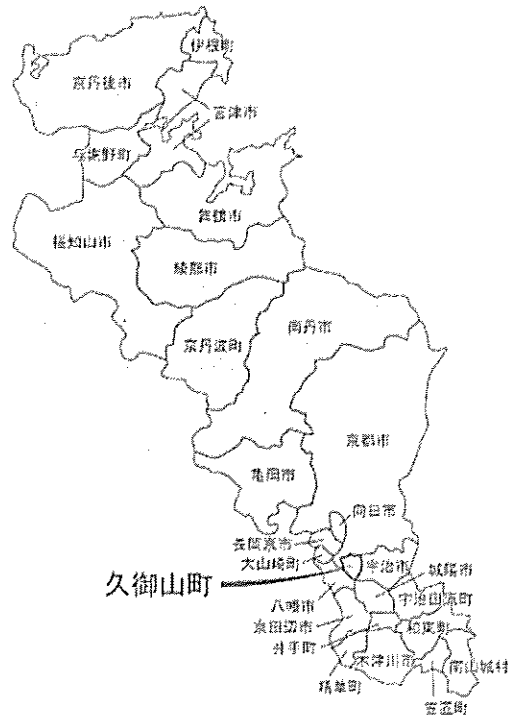 伊根町
京丹後市
宮津市
与謝野町
舞鶴市
福知山市
綾部市
南丹市
京丹波町
京都市
亀岡市
向日市
長岡京市
大山崎町
宇治市
城陽市
久御山町
宇治田原町
八幡市
京田辺市
和束町
井手町
木津川市
南山城村
精華町
笠置町